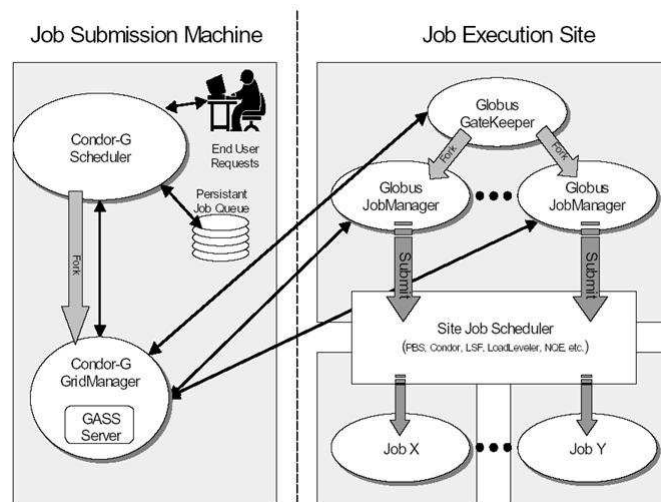 Job Submission Machine
Job Execution Site
Condor-G
Scheduler
End User
Requests
Persistant
Job Queue
Fork
Condor-G
GridManager
GASS
Server
Globus
GateKeeper
Fork
Fork
Globus
JobManager
Globus
JobManager
Submit
Submit
Site Job Scheduler
(PBS, Condor, LSF, LoadLeveler, NQE, etc.)
Job X
Job Y